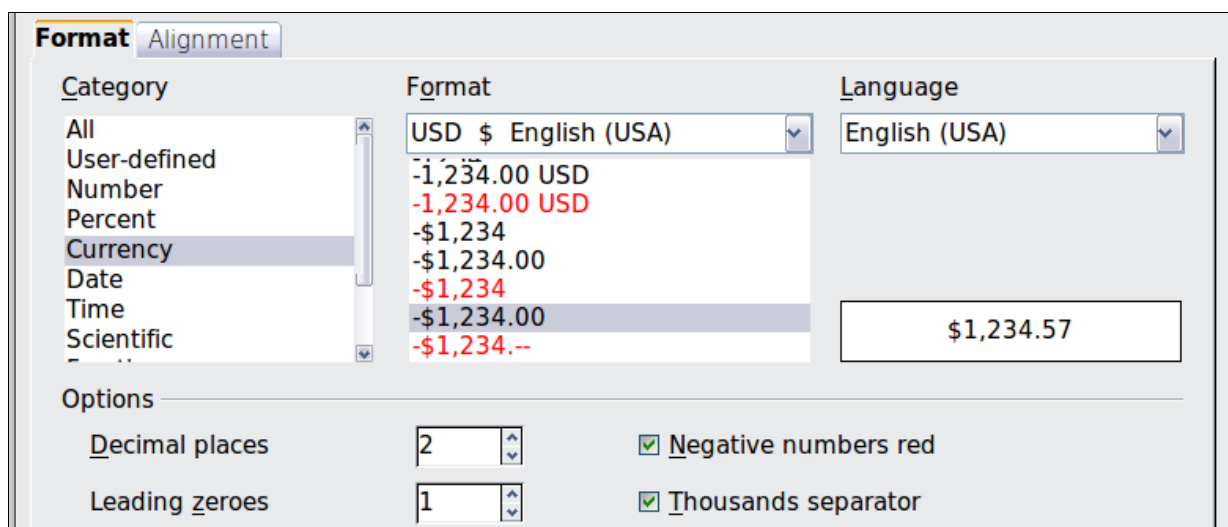 Format Alignment
Category
All
User-defined
Number
Percent
Currency
Date
Time
Scientific
Format
USD $ English (USA)
-1,234.00 USD
-1,234.00 USD
-$1,234
-$1,234.00
-$1,234
-$1,234.00
-$1,234.--
Language
English (USA)
$1,234.57
Options
Decimal places 2
Negative numbers red
Leading zeroes 1
Thousands separator